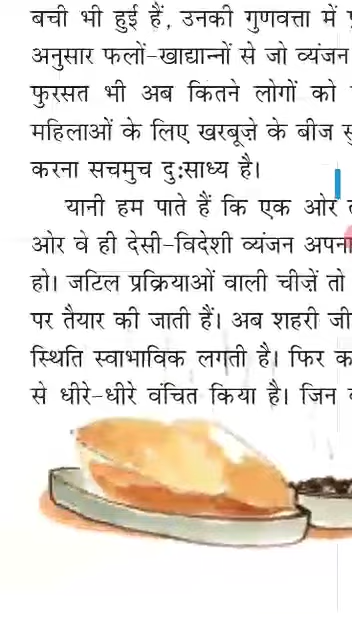 बची भी हुई हैं, उनकी गुणवत्ता में
अनुसार फलों-खाद्यान्नों से जो व्यंजन
फुरसत भी अब कितने लोगों को
महिलाओं के लिए खरबूज़े के बीज
करना सचमुच दु:साध्य है।
यानी हम पाते हैं कि एक ओर
ओर वे ही देसी-विदेशी व्यंजन अपना
हो। जटिल प्रक्रियाओं वाली चीज़ें तो
पर तैयार की जाती हैं। अब शहरी
स्थिति स्वाभाविक लगती है। फिर
से धीरे-धीरे वंचित किया है। जिन